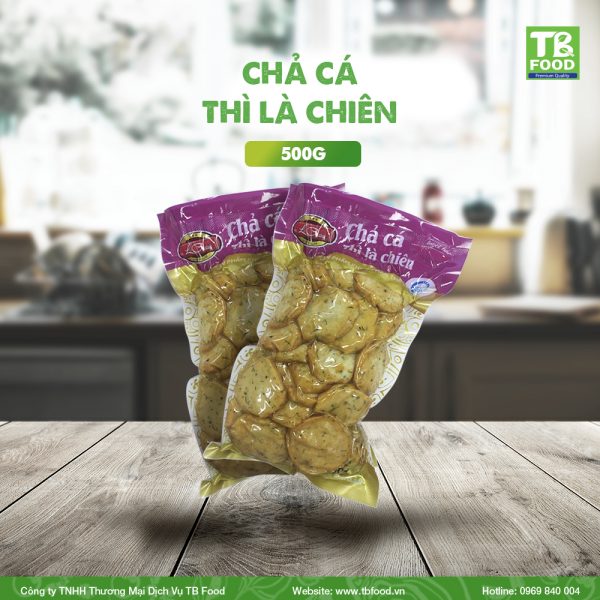 TB
FOOD
Premium Quality
CHẢ CÁ
THÌ LÀ CHIÊN
500G
Chả cá
thì là chiên
Chả cá
thì là chiên
Công ty TNHH Thương Mại Dịch Vụ TB Food
Website: www.tbfood.vn
Hotline: 0969 840 004